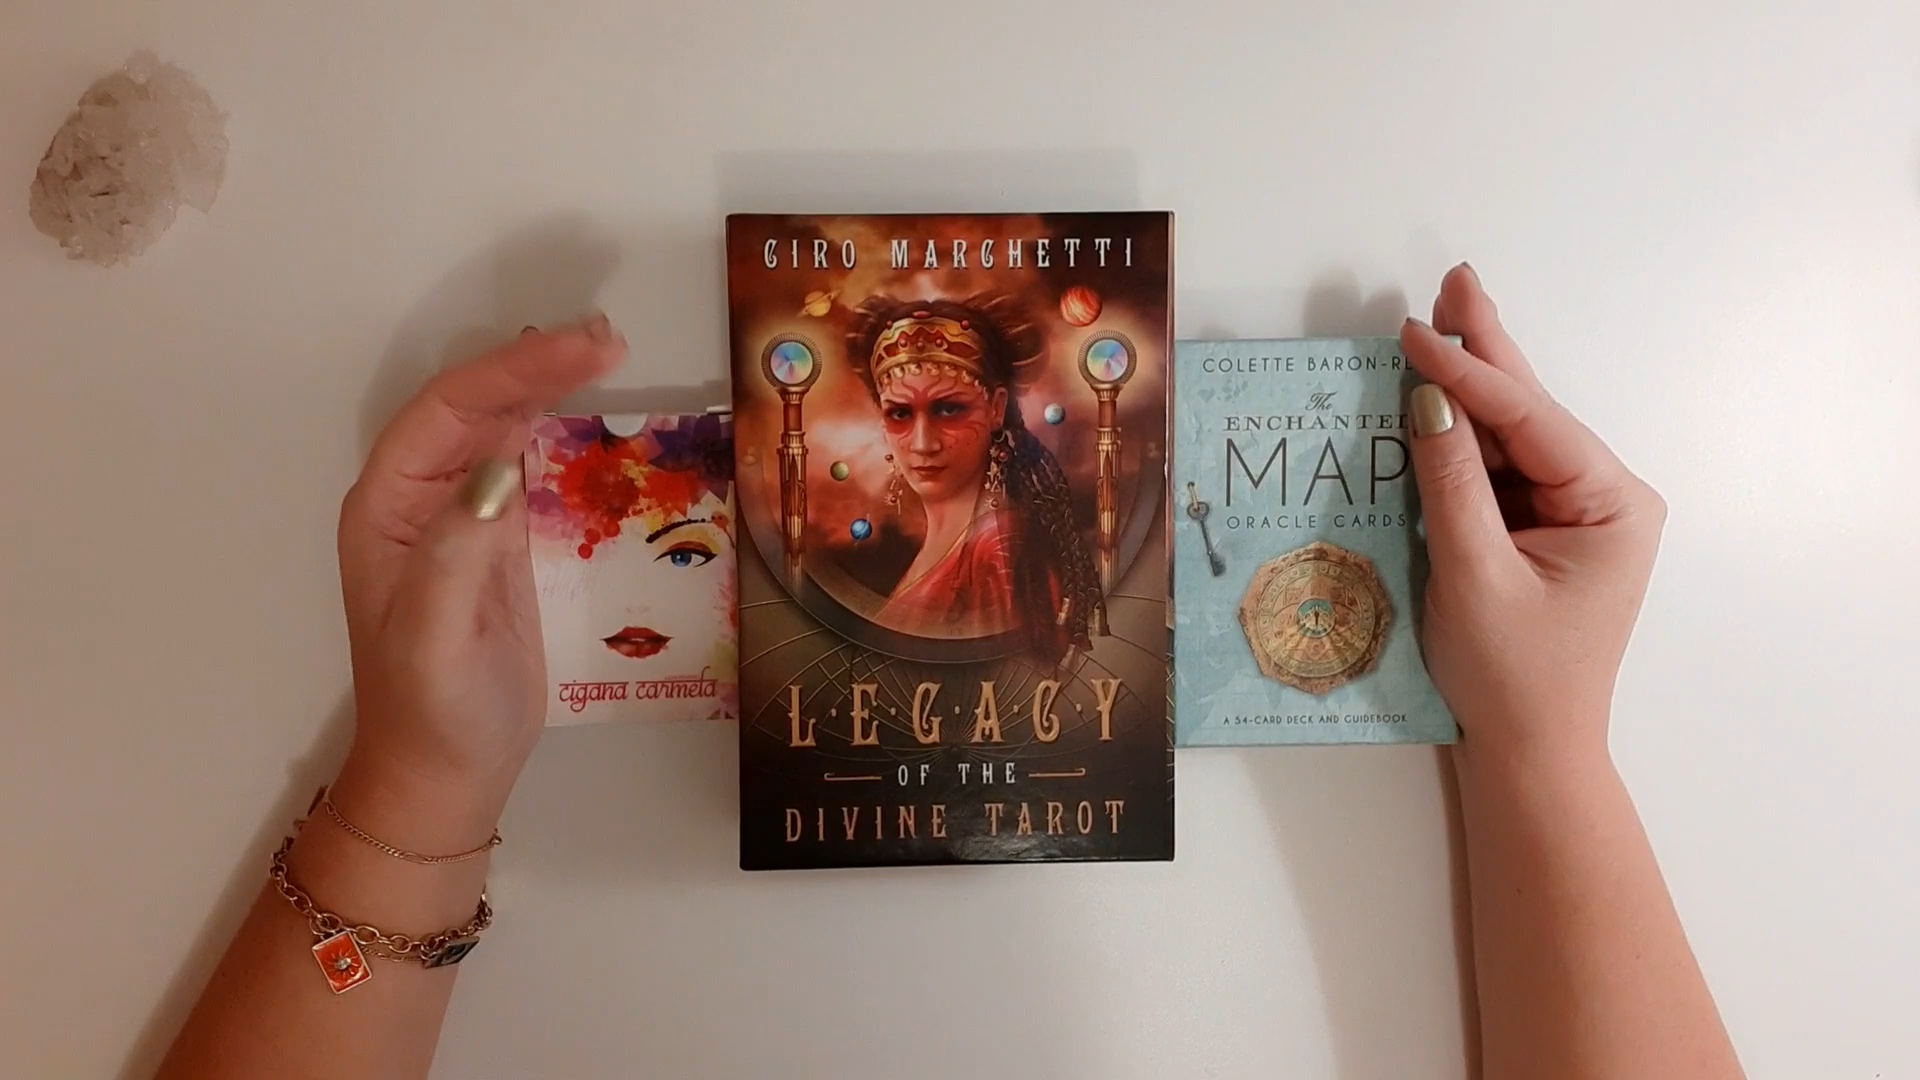 CIRO MARCHETTI
LEGACY
OF THE
DIVINE TAROT
cigana carmela
COLETTE BARON-RE
The
ENCHANTED
MAP
ORACLE CARDS
A 54-CARD DECK AND GUIDEBOOK